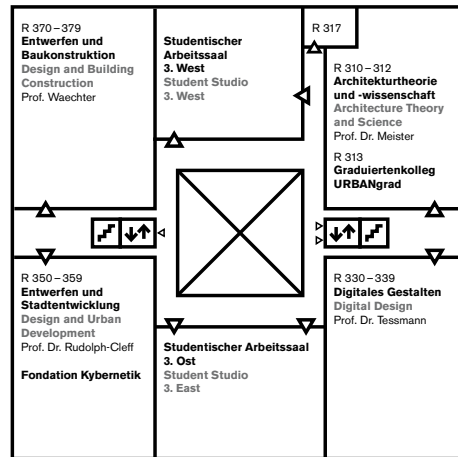 R 370–379
Entwerfen und
Baukonstruktion
Design and Building
Construction
Prof. Waechter
Studentischer
Arbeitssaal
3. West
Student Studio
3. West
R 317
R 310–312
Architekturtheorie
und -wissenschaft
Architecture Theory
and Science
Prof. Dr. Meister
R 313
Graduiertenkolleg
URBANgrad
R 350–359
Entwerfen und
Stadtentwicklung
Design and Urban
Development
Prof. Dr. Rudolph-Cleff
Fondation Kybernetik
Studentischer Arbeitssaal
3. Ost
Student Studio
3. East
R 330–339
Digitales Gestalten
Digital Design
Prof. Dr. Tessmann